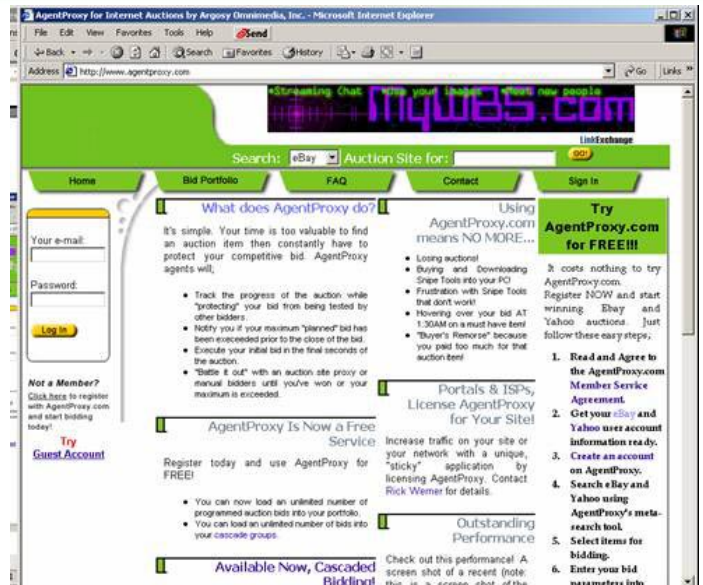 AgentProxy for Internet Auctions by Argosy Omnimedia, Inc. - Microsoft Internet Explorer
File Edit View Favorites Tools Help eSend
Back Search Favorites History
Address http://www.agentproxy.com Go Links »
Streaming Chat Use your images Meet new people
MyWBS.com
LinkExchange
Search: eBay Auction Site for: GO!
Home Bid Portfolio FAQ Contact Sign In
Your e-mail:
Password:
Log In
Not a Member?
Click here to register
with AgentProxy.com
and start bidding
today!
Try
Guest Account
What does AgentProxy do?
It's simple. Your time is too valuable to find
an auction item then constantly have to
protect your competitive bid. AgentProxy
agents will;
• Track the progress of the auction while
"protecting" your bid from being tested by
other bidders.
• Notify you if your maximum "planned" bid has
been execeeded prior to the close of the bid.
• Execute your initial bid in the final seconds of
the auction.
• "Battle it out" with an auction site proxy or
manual bidders until you've won or your
maximum is exceeded.
AgentProxy Is Now a Free
Service
Register today and use AgentProxy for
FREE!
• You can now load an unlimited number of
programmed auction bids into your portfolio.
• You can load an unlimited number of bids into
your cascade groups.
Available Now, Cascaded
Bidding!
Using
AgentProxy.com
means NO MORE...
• Losing auctions!
• Buying and Downloading
Snipe Tools into your PC!
• Frustration with Snipe Tools
that don't work!
• Hovering over your bid AT
1:30AM on a must have item!
• "Buyer's Remorse" because
you paid too much for that
auction item!
Portals & ISPs,
License AgentProxy
for Your Site!
Increase traffic on your site or
your network with a unique,
"sticky" application by
licensing AgentProxy. Contact
Rick Werner for details.
Outstanding
Performance
Check out this performance! A
screen shot of a recent (note:
this is a screen shot of the
Try
AgentProxy.com
for FREE!!!
It costs nothing to try
AgentProxy.com.
Register NOW and start
winning Ebay and
Yahoo auctions. Just
follow these easy steps;
1. Read and Agree to
the AgentProxy.com
Member Service
Agreement.
2. Get your eBay and
Yahoo user account
information ready.
3. Create an account
on AgentProxy.
4. Search eBay and
Yahoo using
AgentProxy's meta-
search tool.
5. Select items for
bidding.
6. Enter your bid
parameters into